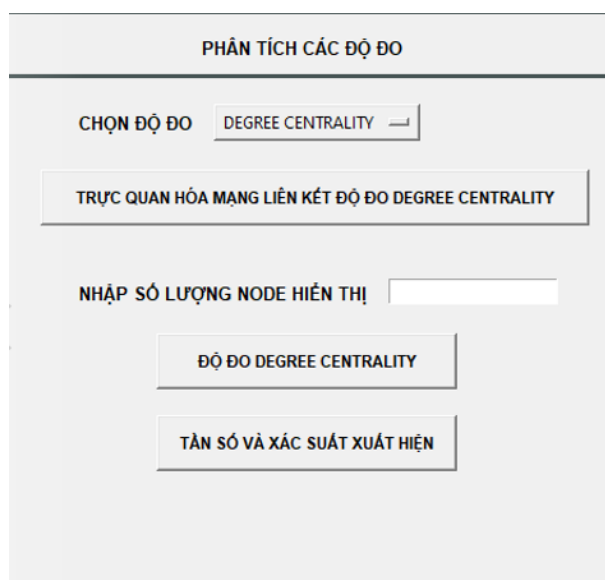 PHÂN TÍCH CÁC ĐỘ ĐO
CHỌN ĐỘ ĐO DEGREE CENTRALITY
TRỰC QUAN HÓA MẠNG LIÊN KẾT ĐỘ ĐO DEGREE CENTRALITY
NHẬP SỐ LƯỢNG NODE HIỂN THỊ
ĐỘ ĐO DEGREE CENTRALITY
TẦN SỐ VÀ XÁC SUẤT XUẤT HIỆN